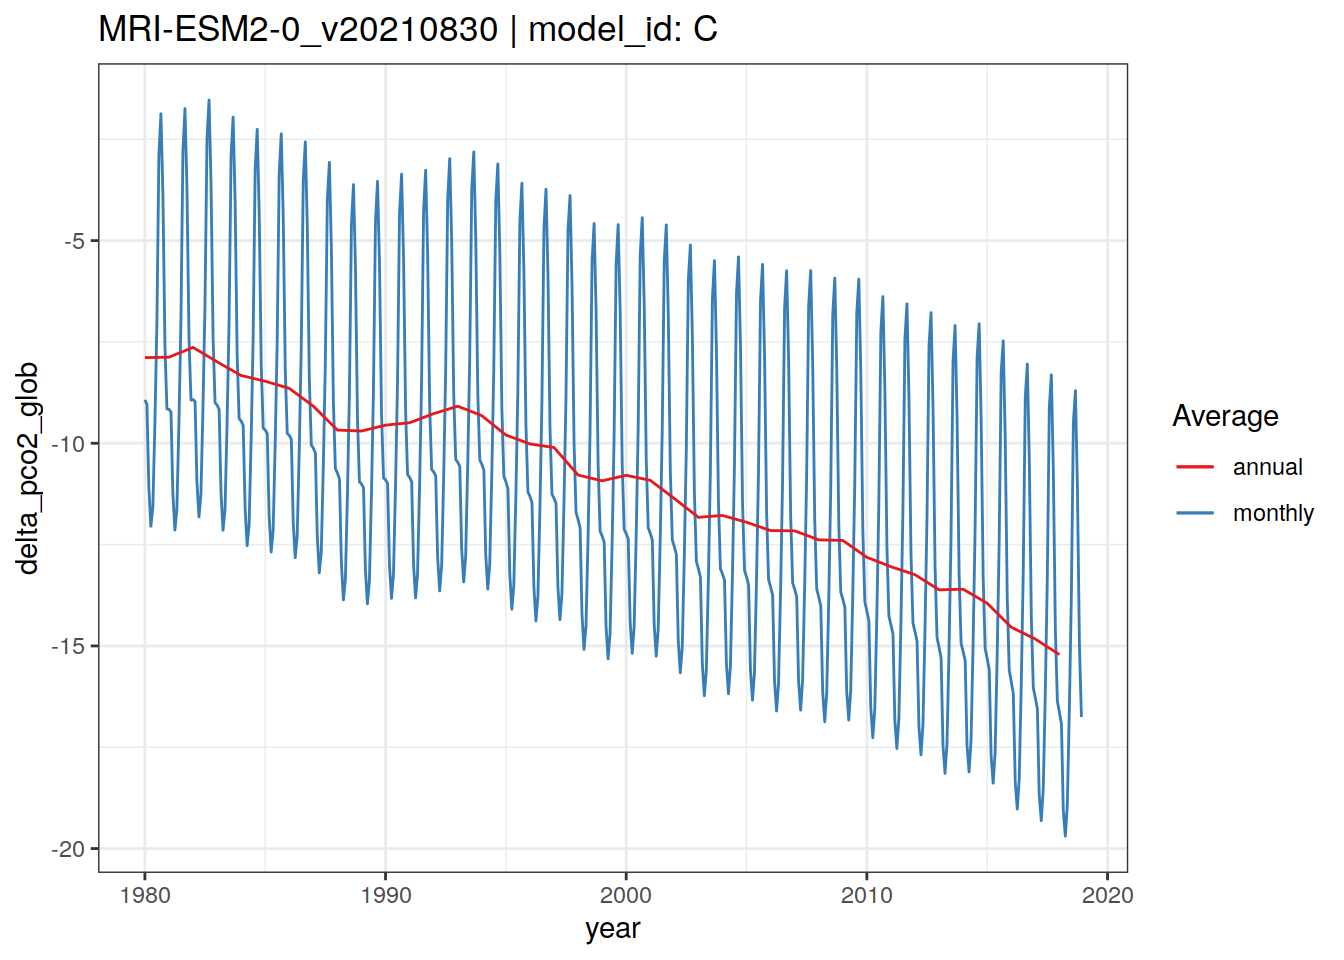 MRI-ESM2-0_v20210830 | model_id: C
delta_pco2_glob
-5
-10
-15
-20
1980
1990
2000
2010
2020
year
Average
annual
monthly